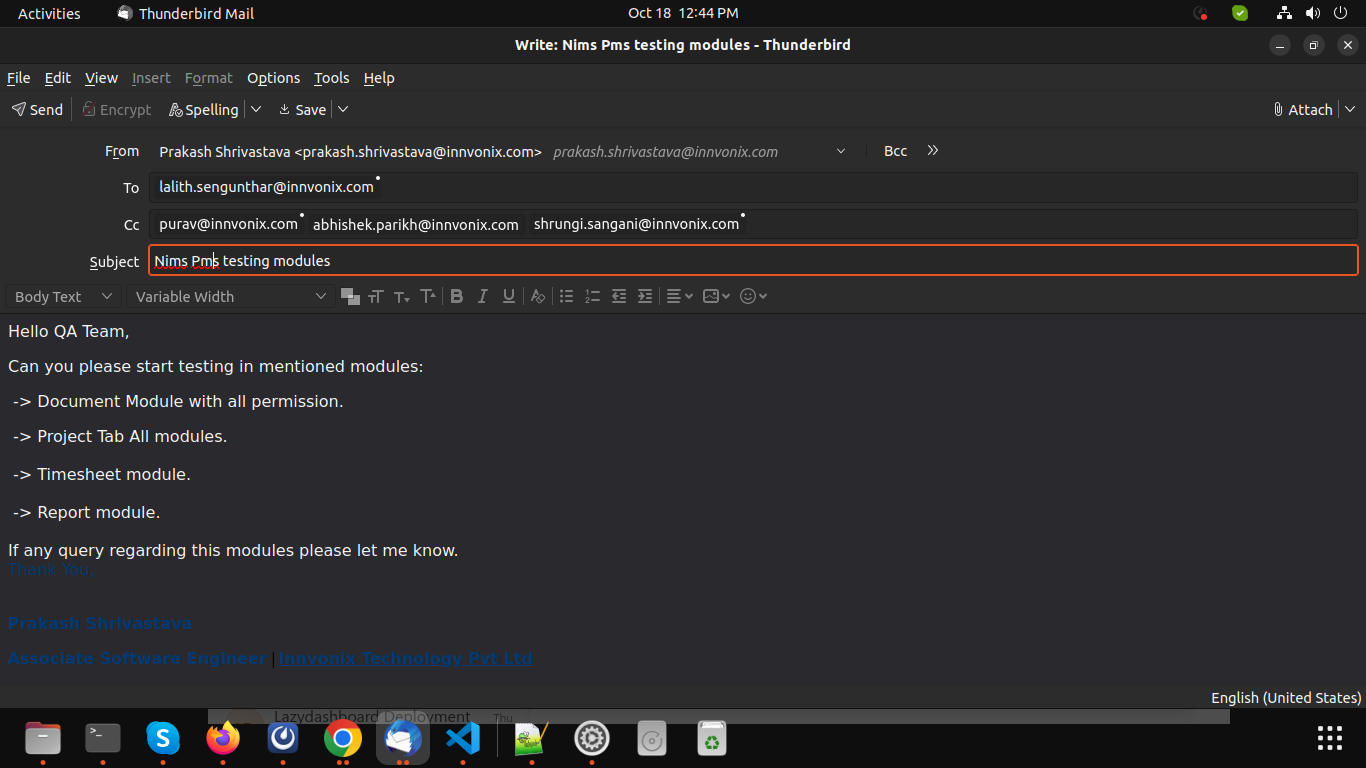 Activities Thunderbird Mail Oct 18 12:44 PM
Write: Nims Pms testing modules - Thunderbird
File Edit View Insert Format Options Tools Help
Send Encrypt Spelling Save Attach
From Prakash Shrivastava <prakash.shrivastava@innvonix.com> prakash.shrivastava@innvonix.com Bcc
To lalith.sengunthar@innvonix.com
Cc purav@innvonix.com abhishek.parikh@innvonix.com shrungi.sangani@innvonix.com
Subject Nims Pms testing modules
Body Text Variable Width
Hello QA Team,
Can you please start testing in mentioned modules:
-> Document Module with all permission.
-> Project Tab All modules.
-> Timesheet module.
-> Report module.
If any query regarding this modules please let me know.
Thank You,
Prakash Shrivastava
Associate Software Engineer | Innvonix Technology Pvt Ltd
English (United States)
Lazydashboard Deployment Thu